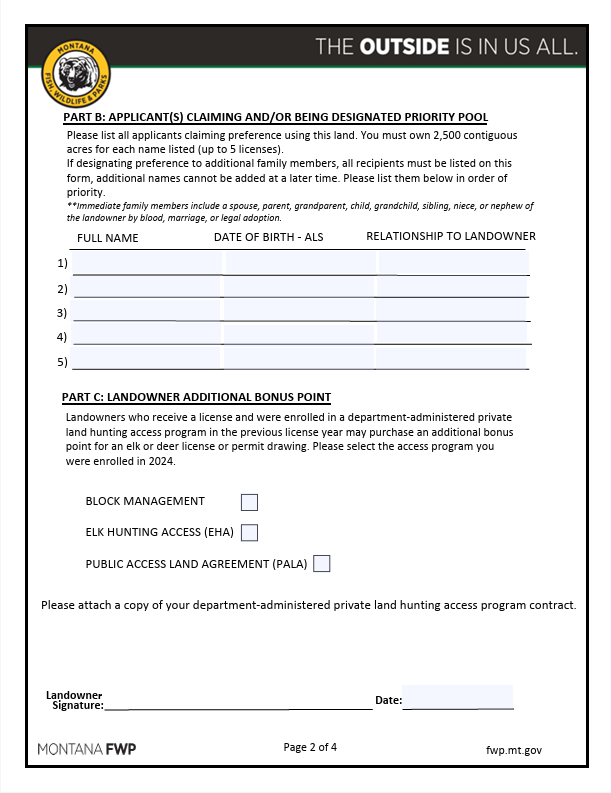 THE OUTSIDE IS IN US ALL.
MONTANA
FISH, WILDLIFE & PARKS
PART B: APPLICANT(S) CLAIMING AND/OR BEING DESIGNATED PRIORITY POOL
Please list all applicants claiming preference using this land. You must own 2,500 contiguous
acres for each name listed (up to 5 licenses).
If designating preference to additional family members, all recipients must be listed on this
form, additional names cannot be added at a later time. Please list them below in order of
priority.
**Immediate family members include a spouse, parent, grandparent, child, grandchild, sibling, niece, or nephew of
the landowner by blood, marriage, or legal adoption.
FULL NAME DATE OF BIRTH - ALS RELATIONSHIP TO LANDOWNER
1)
2)
3)
4)
5)
PART C: LANDOWNER ADDITIONAL BONUS POINT
Landowners who receive a license and were enrolled in a department-administered private
land hunting access program in the previous license year may purchase an additional bonus
point for an elk or deer license or permit drawing. Please select the access program you
were enrolled in 2024.
BLOCK MANAGEMENT
ELK HUNTING ACCESS (EHA)
PUBLIC ACCESS LAND AGREEMENT (PALA)
Please attach a copy of your department-administered private land hunting access program contract.
Landowner
Signature: Date:
MONTANA FWP Page 2 of 4 fwp.mt.gov